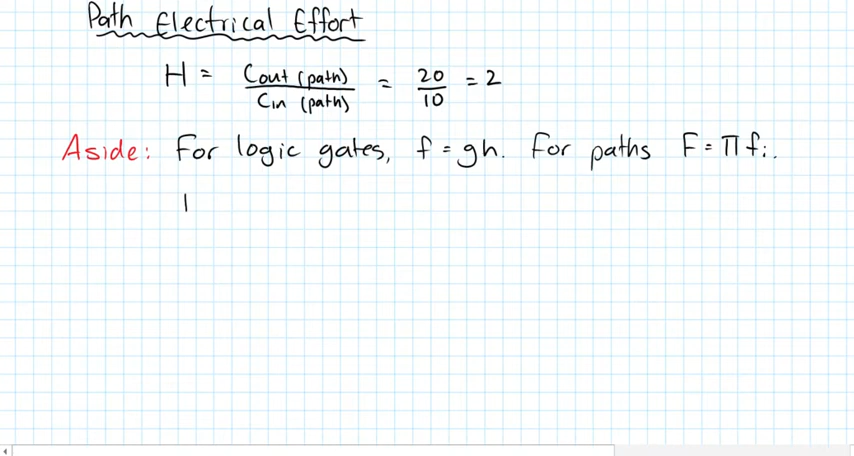 Path Electrical Effort
H = Cout (path) / Cin (path) = 20 / 10 = 2
Aside: For logic gates, f = gh. For paths F = Π fi.